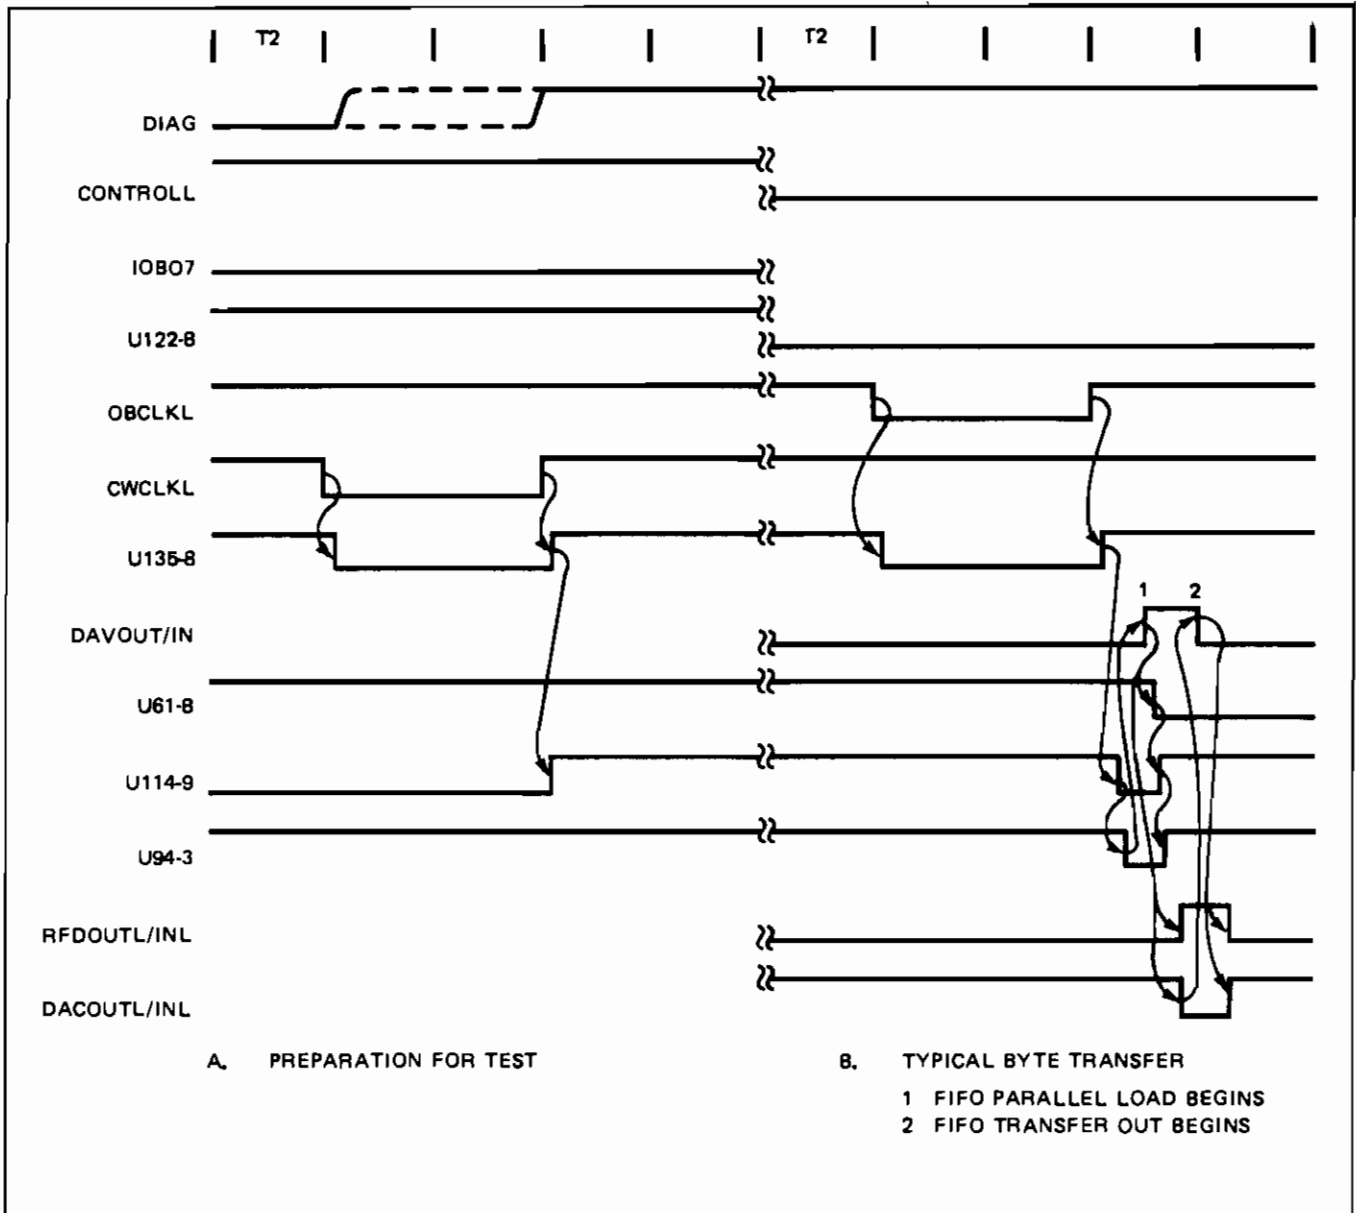 T2 T2
DIAG
CONTROLL
IOBO7
U122-8
OBCLKL
CWCLKL
U135-8
1 2
DAVOUT/IN
U61-8
U114-9
U94-3
RFDOUTL/INL
DACOUTL/INL
A. PREPARATION FOR TEST
B. TYPICAL BYTE TRANSFER
1 FIFO PARALLEL LOAD BEGINS
2 FIFO TRANSFER OUT BEGINS